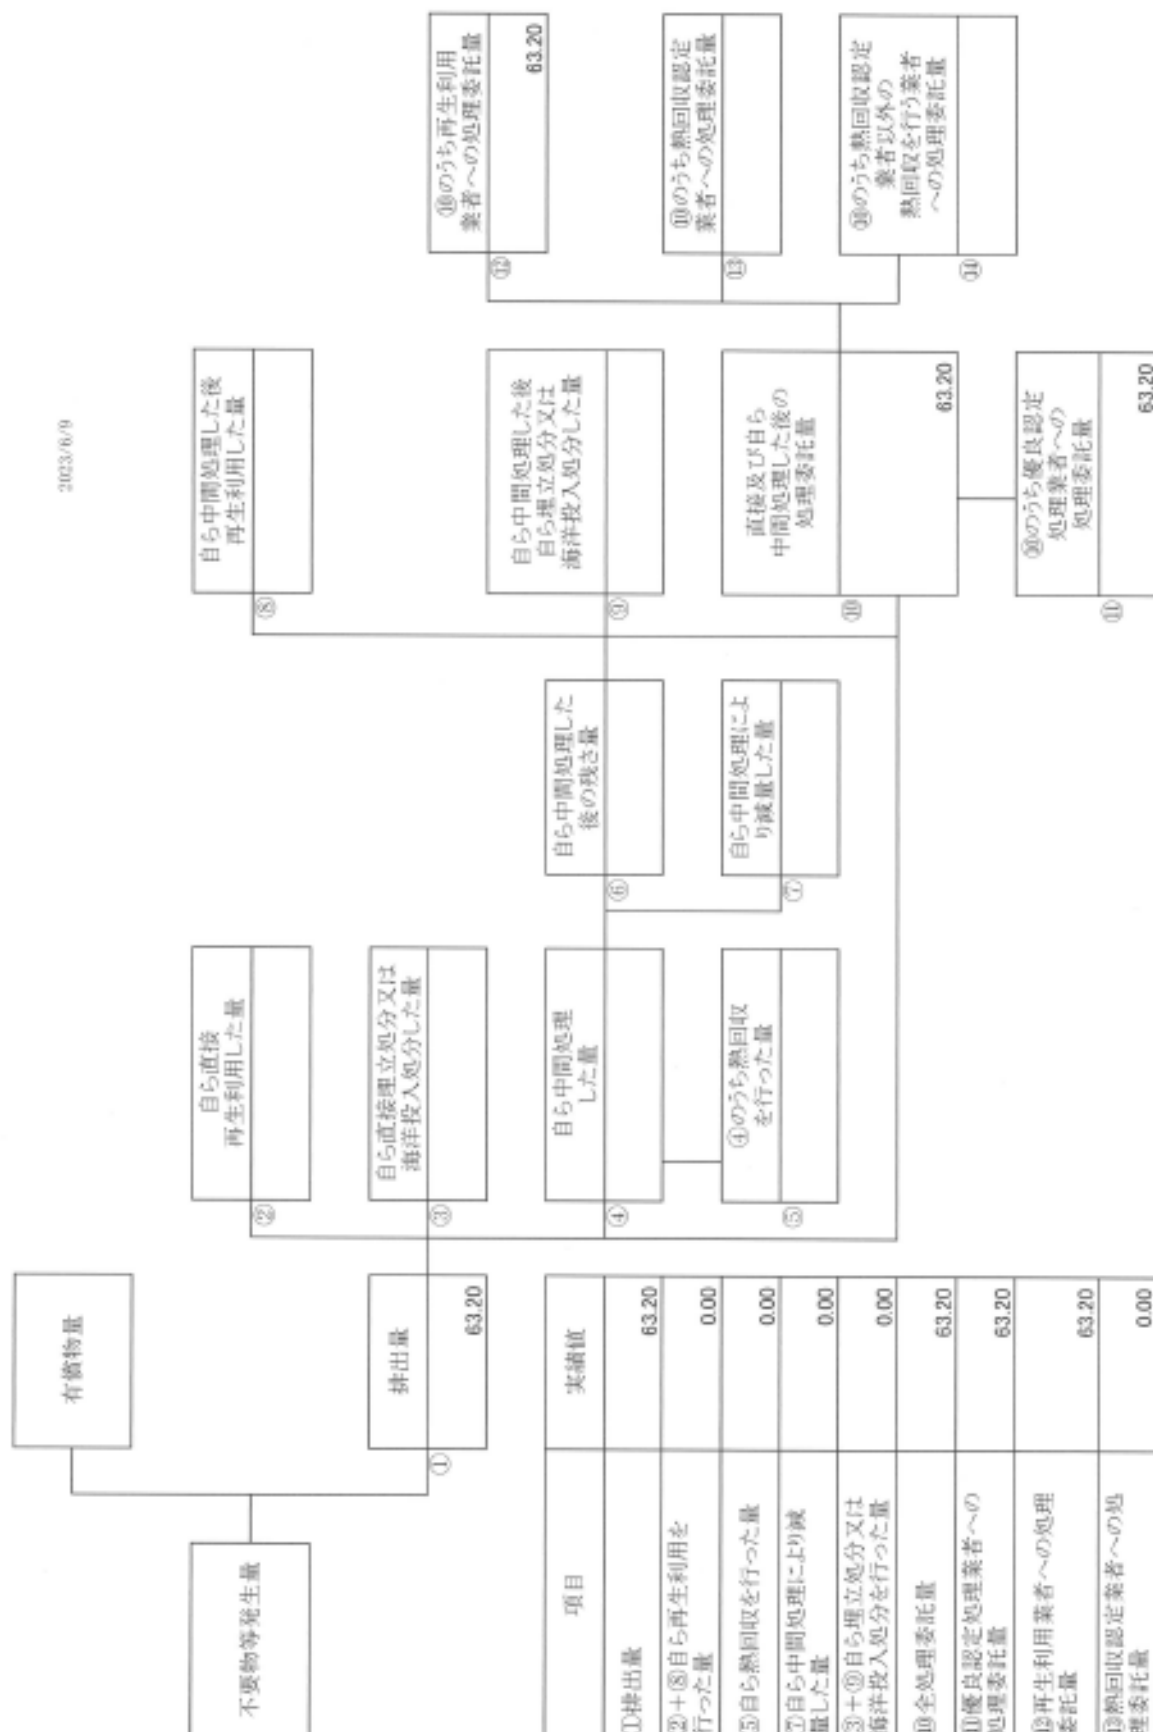 2023/6/9
有償物量
不要物等発生量
排出量
①
63.20
自ら直接
再生利用した量
②
自ら直接埋立処分又は
海洋投入処分した量
③
自ら中間処理
した量
④
④のうち熱回収
を行った量
⑤
自ら中間処理した
後の残さ量
⑥
自ら中間処理によ
り減量した量
⑦
自ら中間処理した後
再生利用した量
⑧
自ら中間処理した後
自ら埋立処分又は
海洋投入処分した量
⑨
直接及び自ら
中間処理した後の
処理委託量
⑩
63.20
⑩のうち優良認定
処理業者への
処理委託量
⑪
63.20
⑩のうち再生利用
業者への処理委託量
⑫
63.20
⑩のうち熱回収認定
業者への処理委託量
⑬
⑩のうち熱回収認定
業者以外の
熱回収を行う業者
への処理委託量
⑭
項目
実績値
①排出量
63.20
②+⑧自ら再生利用を
行った量
0.00
⑤自ら熱回収を行った量
0.00
⑦自ら中間処理により減
量した量
0.00
③+⑨自ら埋立処分又は
海洋投入処分を行った量
0.00
⑩全処理委託量
63.20
⑪優良認定処理業者への
処理委託量
63.20
⑫再生利用業者への処理
委託量
63.20
⑬熱回収認定業者への処
理委託量
0.00